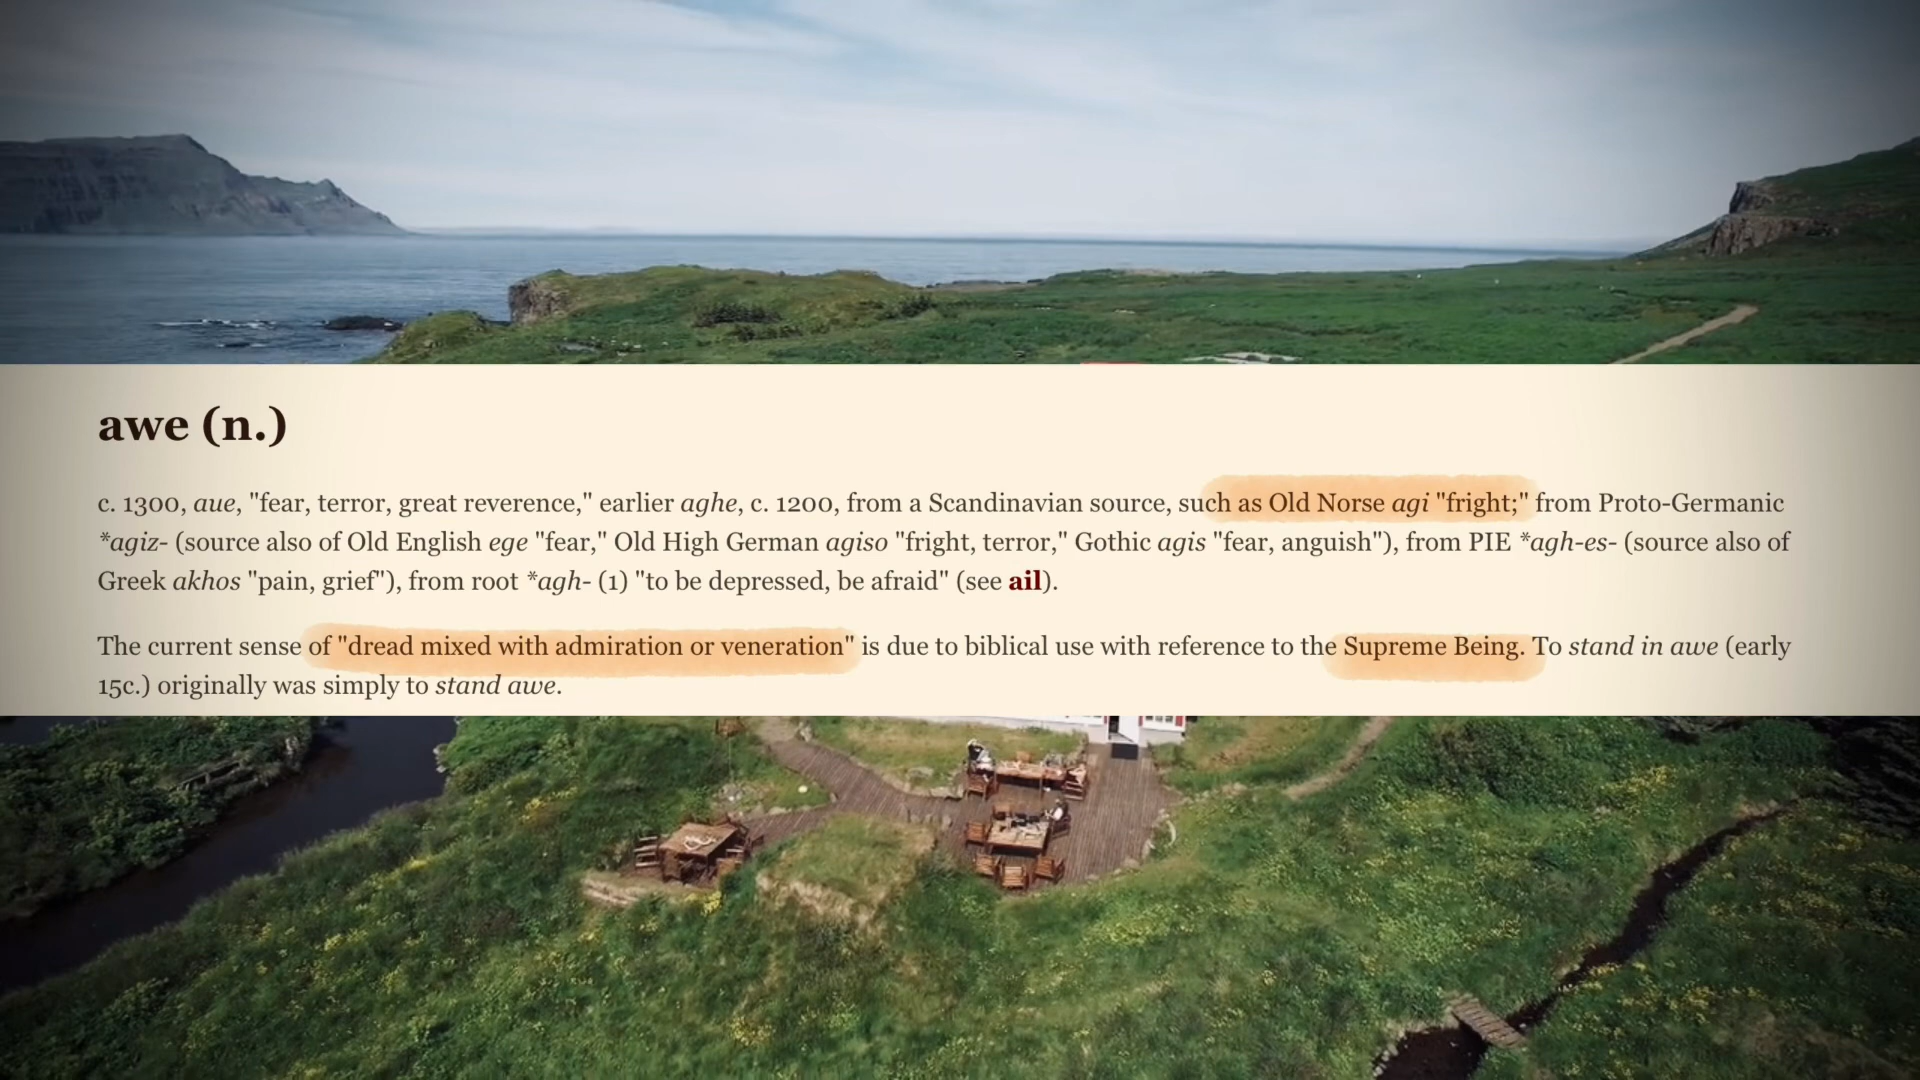 awe (n.)
c. 1300, aue, "fear, terror, great reverence," earlier aghe, c. 1200, from a Scandinavian source, such as Old Norse agi "fright;" from Proto-Germanic
*agiz- (source also of Old English ege "fear," Old High German agiso "fright, terror," Gothic agis "fear, anguish"), from PIE *agh-es- (source also of
Greek akhos "pain, grief"), from root *agh- (1) "to be depressed, be afraid" (see ail).
The current sense of "dread mixed with admiration or veneration" is due to biblical use with reference to the Supreme Being. To stand in awe (early
15c.) originally was simply to stand awe.